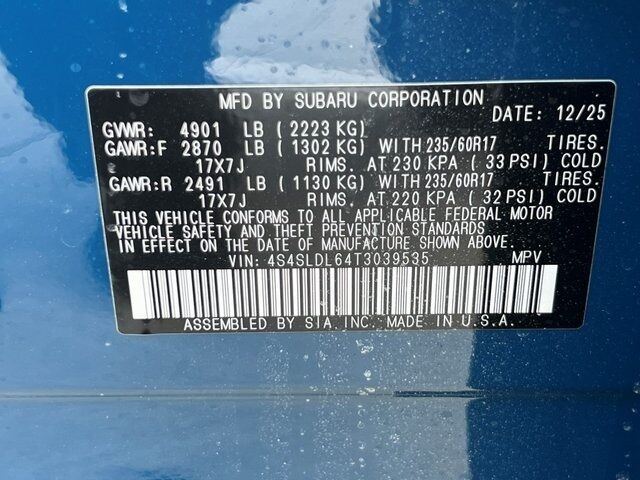 MFD BY SUBARU CORPORATION DATE: 12/25
GVWR: 4901 LB ( 2223 KG)
GAWR:F 2870 LB ( 1302 KG) WITH 235/60R17 TIRES.
17X7J RIMS. AT 230 KPA ( 33 PSI) COLD
GAWR:R 2491 LB ( 1130 KG) WITH 235/60R17 TIRES.
17X7J RIMS. AT 220 KPA ( 32 PSI) COLD
THIS VEHICLE CONFORMS TO ALL APPLICABLE FEDERAL MOTOR
VEHICLE SAFETY AND THEFT PREVENTION STANDARDS
IN EFFECT ON THE DATE OF MANUFACTURE SHOWN ABOVE.
VIN: 4S4SLDL64T3039535 MPV
ASSEMBLED BY SIA, INC. MADE IN U.S.A.